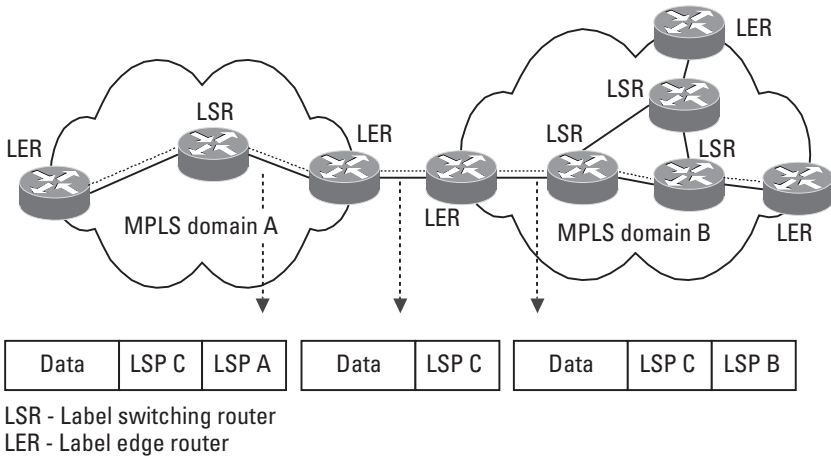 LER
LSR
LER
LSR
LER
LSR
LER
LSR
MPLS domain A
LER
MPLS domain B
LER
Data LSP C LSP A Data LSP C Data LSP C LSP B
LSR - Label switching router
LER - Label edge router